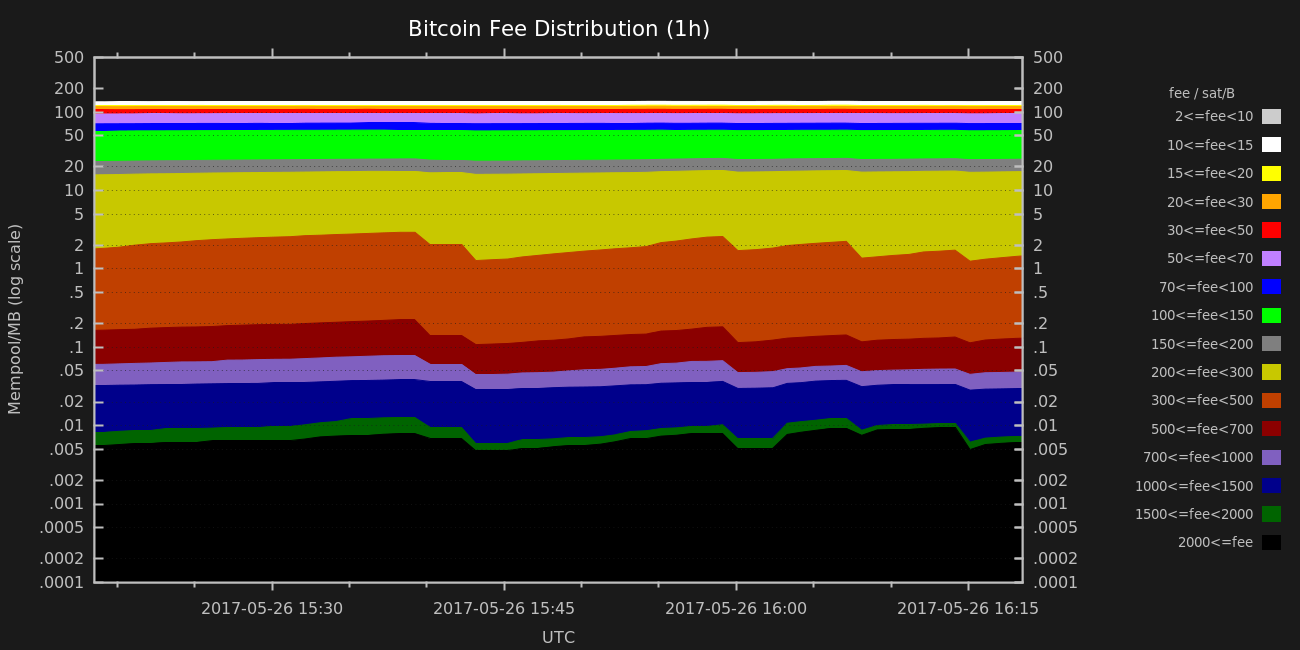 Bitcoin Fee Distribution (1h)
500
200
100
50
20
10
5
2
1
.5
.2
.1
.05
.02
.01
.005
.002
.001
.0005
.0002
.0001
Mempool/MB (log scale)
500
200
100
50
20
10
5
2
1
.5
.2
.1
.05
.02
.01
.005
.002
.001
.0005
.0002
.0001
2017-05-26 15:30
2017-05-26 15:45
2017-05-26 16:00
2017-05-26 16:15
UTC
fee / sat/B
2<=fee<10
10<=fee<15
15<=fee<20
20<=fee<30
30<=fee<50
50<=fee<70
70<=fee<100
100<=fee<150
150<=fee<200
200<=fee<300
300<=fee<500
500<=fee<700
700<=fee<1000
1000<=fee<1500
1500<=fee<2000
2000<=fee